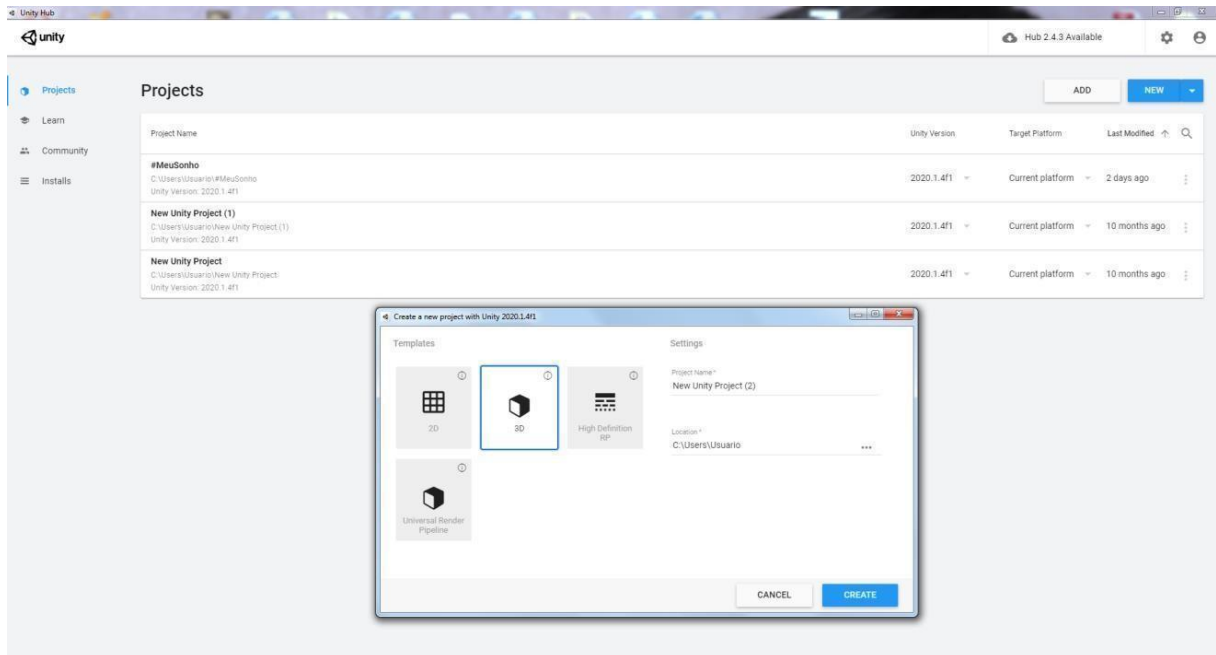 Unity Hub
unity
Hub 2.4.3 Available
Projects
Learn
Community
Installs
Projects
ADD
NEW
Project Name
Unity Version
Target Platform
Last Modified
#MeuSonho
C:\Users\Usuario\#MeuSonho
Unity Version: 2020.1.4f1
2020.1.4f1
Current platform
2 days ago
New Unity Project (1)
C:\Users\Usuario\New Unity Project (1)
Unity Version: 2020.1.4f1
2020.1.4f1
Current platform
10 months ago
New Unity Project
C:\Users\Usuario\New Unity Project
Unity Version: 2020.1.4f1
2020.1.4f1
Current platform
10 months ago
Create a new project with Unity 2020.1.4f1
Templates
2D
3D
High Definition
RP
Universal Render
Pipeline
Settings
Project Name*
New Unity Project (2)
Location*
C:\Users\Usuario
CANCEL
CREATE